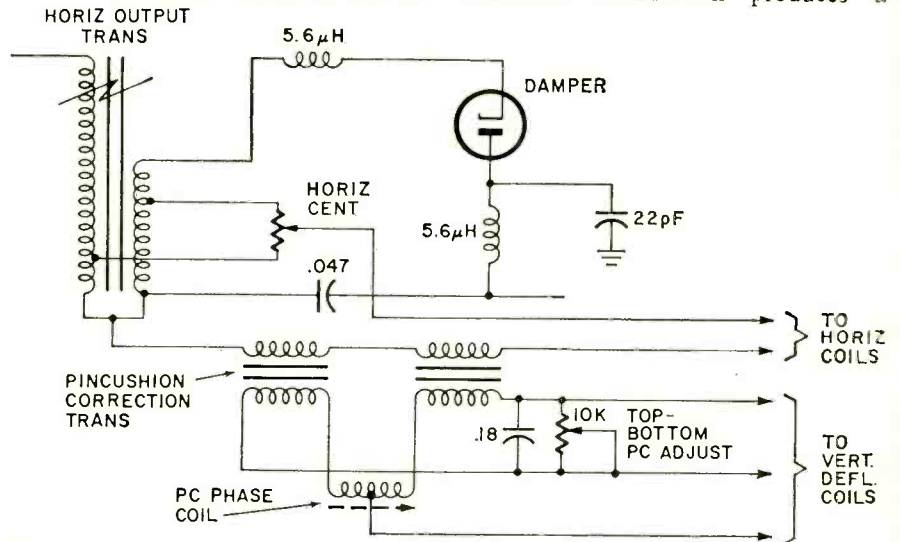 produces a
HORIZ OUTPUT
TRANS
5.6µH
DAMPER
HORIZ
CENT
5.6µH
22pF
.047
TO
HORIZ
COILS
PINCUSHION
CORRECTION
TRANS
.18
10K
TOP-
BOTTOM
PC ADJUST
TO
VERT.
DEFL.
COILS
PC PHASE
COIL